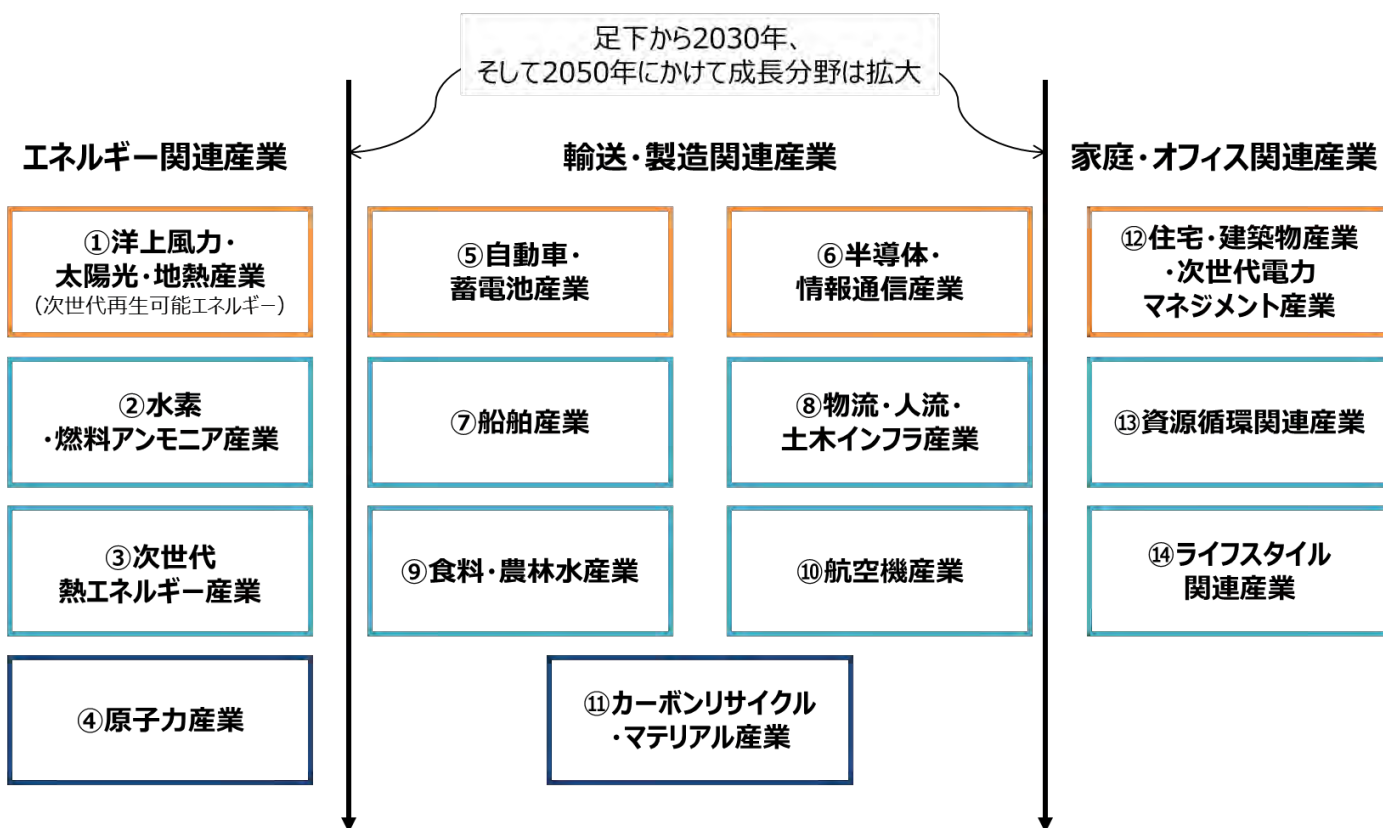 足下から2030年、
そして2050年にかけて成長分野は拡大
エネルギー関連産業
輸送・製造関連産業
家庭・オフィス関連産業
①洋上風力・
太陽光・地熱産業
（次世代再生可能エネルギー）
⑤自動車・
蓄電池産業
⑥半導体・
情報通信産業
⑫住宅・建築物産業
・次世代電力
マネジメント産業
②水素
・燃料アンモニア産業
⑦船舶産業
⑧物流・人流・
土木インフラ産業
⑬資源循環関連産業
③次世代
熱エネルギー産業
⑨食料・農林水産業
⑩航空機産業
⑭ライフスタイル
関連産業
④原子力産業
⑪カーボンリサイクル
・マテリアル産業